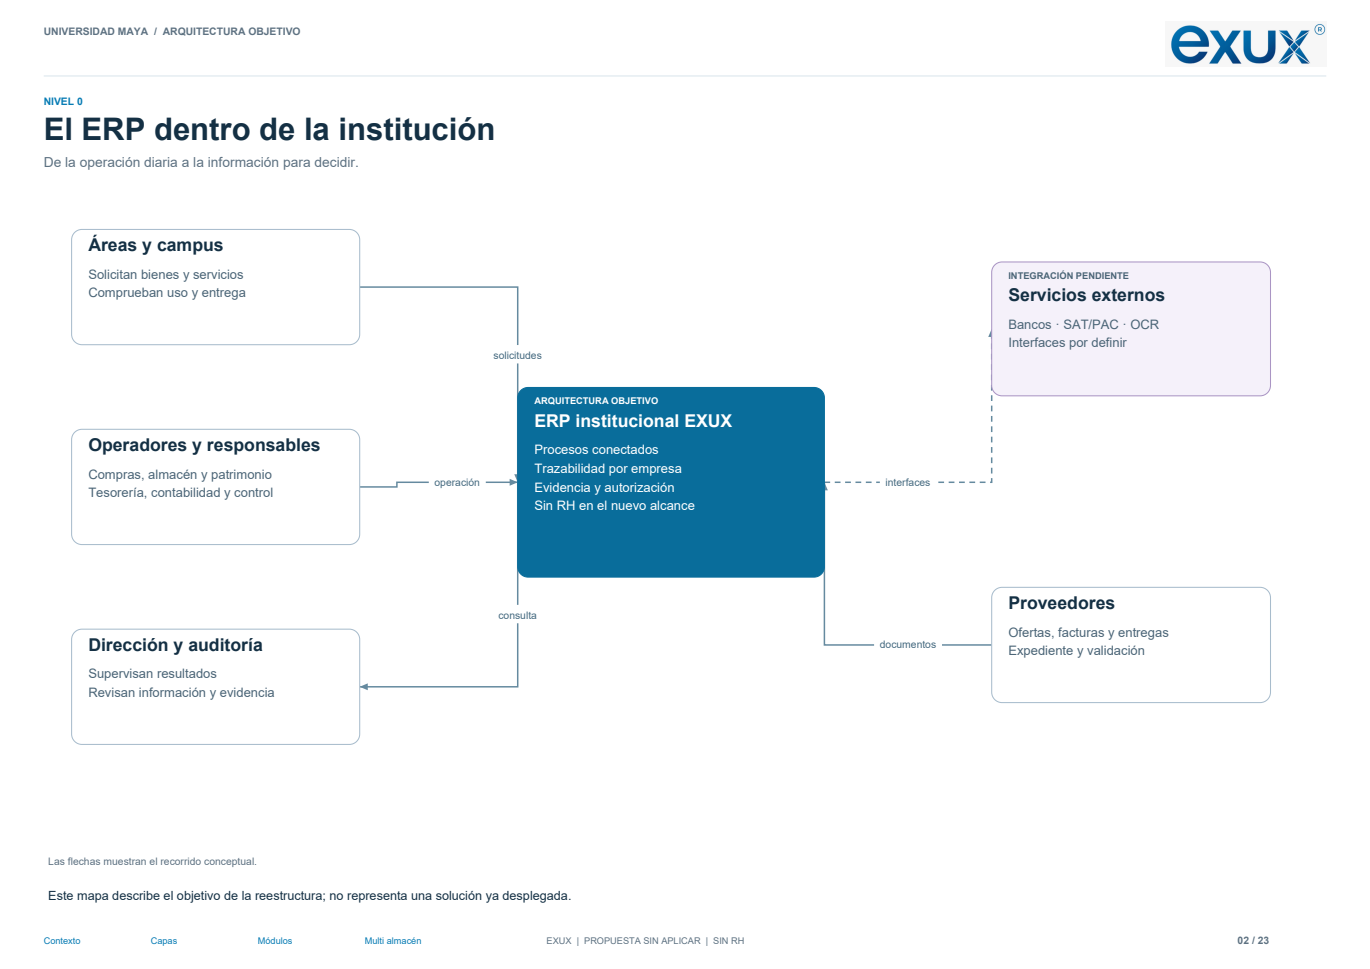 UNIVERSIDAD MAYA / ARQUITECTURA OBJETIVO
exux®
NIVEL 0
El ERP dentro de la institución
De la operación diaria a la información para decidir.
Áreas y campus
Solicitan bienes y servicios
Comprueban uso y entrega
solicitudes
Operadores y responsables
Compras, almacén y patrimonio
Tesorería, contabilidad y control
operación
Dirección y auditoría
Supervisan resultados
Revisan información y evidencia
consulta
ARQUITECTURA OBJETIVO
ERP institucional EXUX
Procesos conectados
Trazabilidad por empresa
Evidencia y autorización
Sin RH en el nuevo alcance
interfaces
INTEGRACIÓN PENDIENTE
Servicios externos
Bancos · SAT/PAC · OCR
Interfaces por definir
documentos
Proveedores
Ofertas, facturas y entregas
Expediente y validación
Las flechas muestran el recorrido conceptual.
Este mapa describe el objetivo de la reestructura; no representa una solución ya desplegada.
Contexto Capas Módulos Multi almacén EXUX | PROPUESTA SIN APLICAR | SIN RH 02 / 23